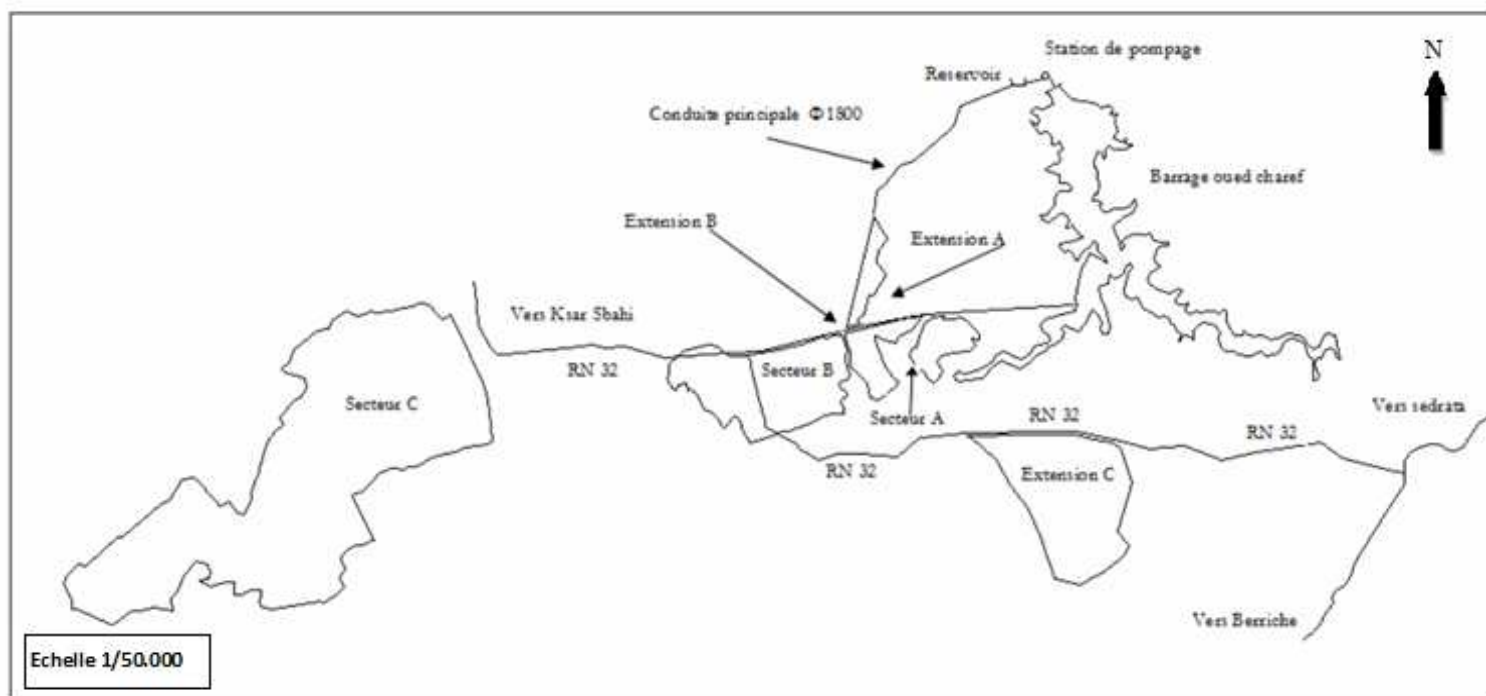 Station de pompage
N
Reservoir
Conduite principale Φ1800
Barrage oued charef
Extension B
Extension A
Vers Ksar Sbahi
RN 32
Secteur B
Secteur C
Secteur A
RN 32
RN 32
Vers sedrata
RN 32
Extension C
Vers Berriche
Echelle 1/50.000